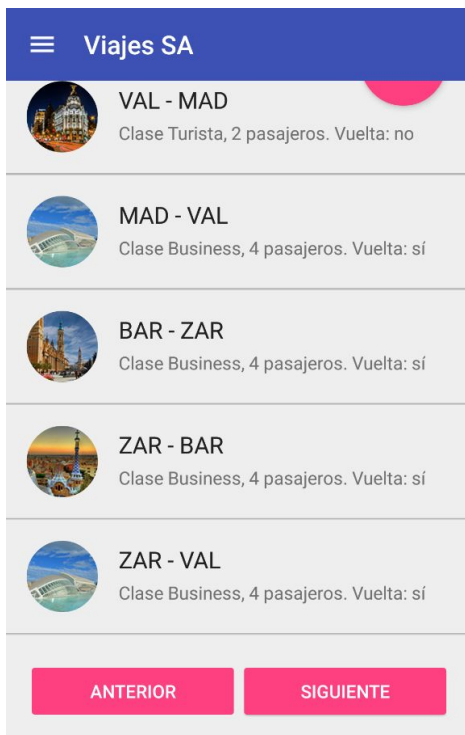 Viajes SA
VAL - MAD
Clase Turista, 2 pasajeros. Vuelta: no
MAD - VAL
Clase Business, 4 pasajeros. Vuelta: sí
BAR - ZAR
Clase Business, 4 pasajeros. Vuelta: sí
ZAR - BAR
Clase Business, 4 pasajeros. Vuelta: sí
ZAR - VAL
Clase Business, 4 pasajeros. Vuelta: sí
ANTERIOR
SIGUIENTE